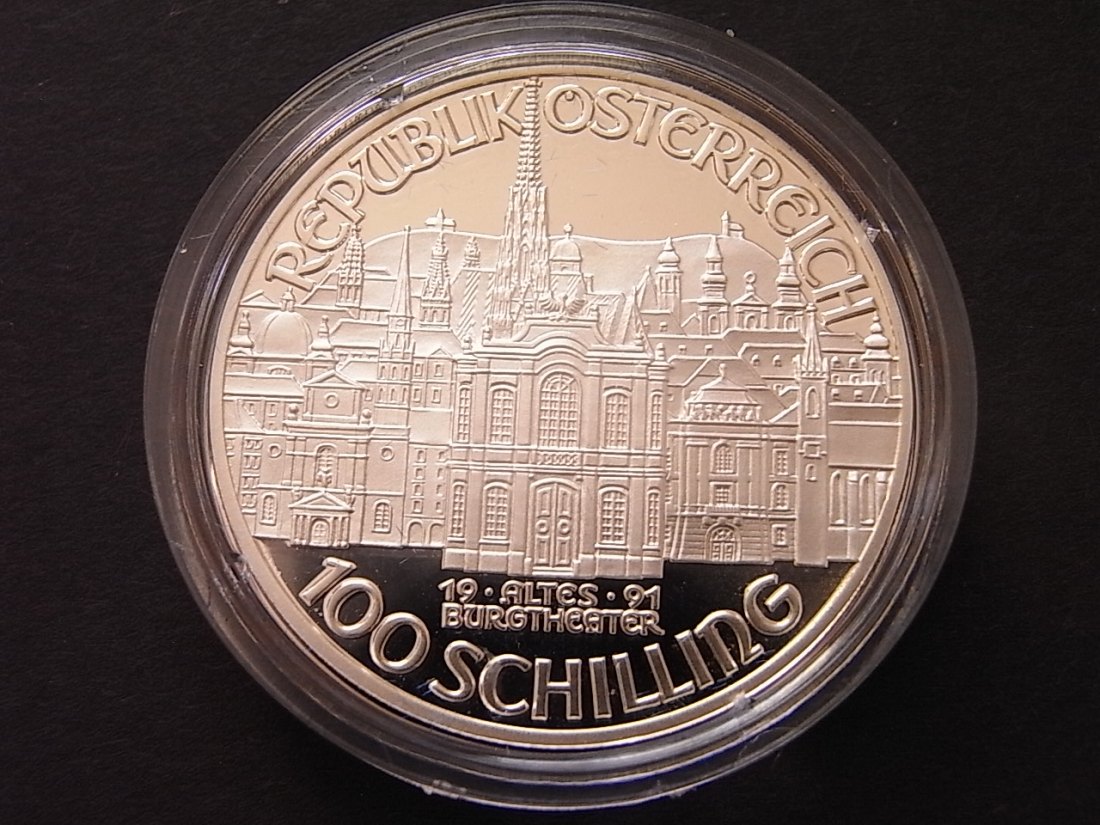 REPUBLIK ÖSTERREICH
19 · ALTES · 91
BURGTHEATER
100 SCHILLING